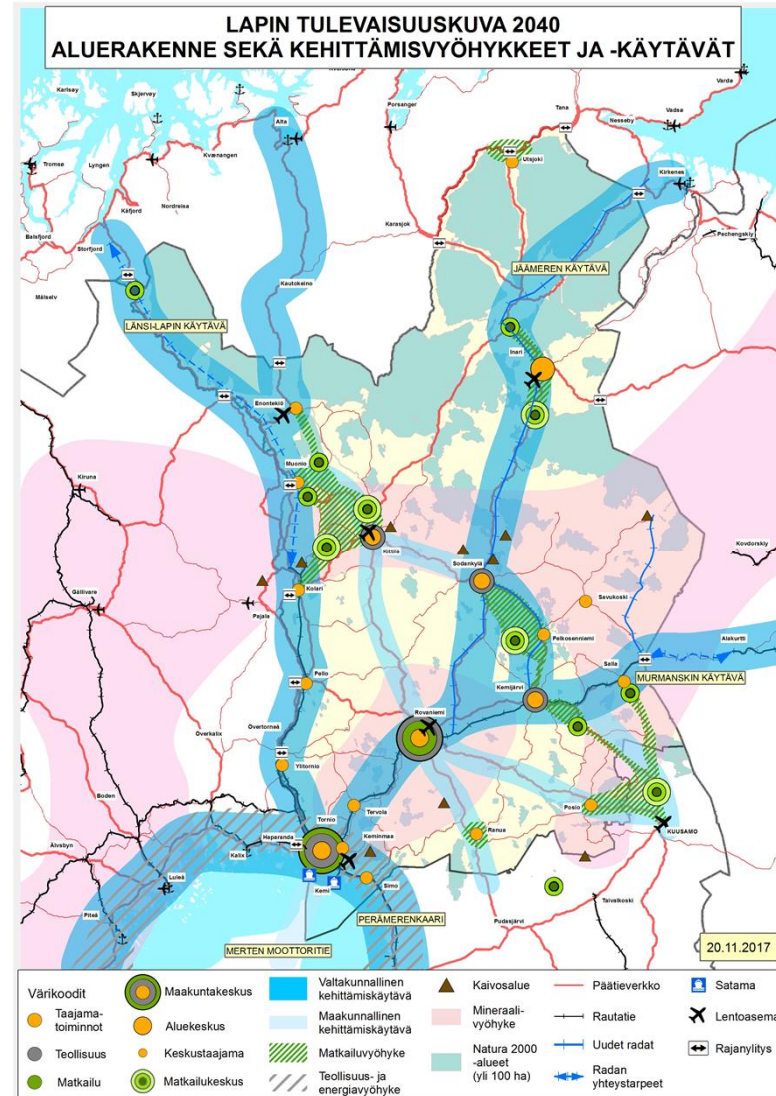 LAPIN TULEVAISUUSKUVA 2040
ALUERAKENNE SEKÄ KEHITTÄMISVYÖHYKKEET JA -KÄYTÄVÄT
Karlsøy
Skjervøy
Alta
Porsanger
Tana
Nesseby
Vadsø
Vardø
Tromsø
Lyngen
Kvænangen
Utsjoki
Kirkenes
Kåfjord
Nordreisa
Balsfjord
Storfjord
Karasjok
Pechengskiy
Målselv
Kautokeino
JÄÄMEREN KÄYTÄVÄ
LÄNSI-LAPIN KÄYTÄVÄ
Inari
Enontekiö
Muonio
Kiruna
Kittilä
Sodankylä
Kovdorskiy
Gällivare
Kolari
Pajala
Savukoski
Pelkosenniemi
Alakurtti
Salla
Pello
Kemijärvi
MURMANSKIN KÄYTÄVÄ
Rovaniemi
Övertorneå
Överkalix
Ylitornio
Boden
Tornio
Tervola
Posio
KUUSAMO
Haparanda
Keminmaa
Ranua
Älvsbyn
Kalix
Luleå
Kemi
Simo
Taivalkoski
Piteå
PERÄMERENKAARI
Pudasjärvi
MERTEN MOOTTORITIE
20.11.2017
Värikoodit
Taajama-
toiminnot
Teollisuus
Matkailu
Maakuntakeskus
Aluekeskus
Keskustaajama
Matkailukeskus
Valtakunnallinen
kehittämiskäytävä
Maakunnallinen
kehittämiskäytävä
Matkailuvyöhyke
Teollisuus- ja
energiavyöhyke
Kaivosalue
Mineraali-
vyöhyke
Natura 2000
-alueet
(yli 100 ha)
Päätieverkko
Rautatie
Uudet radat
Radan
yhteystarpeet
Satama
Lentoasema
Rajanylitys